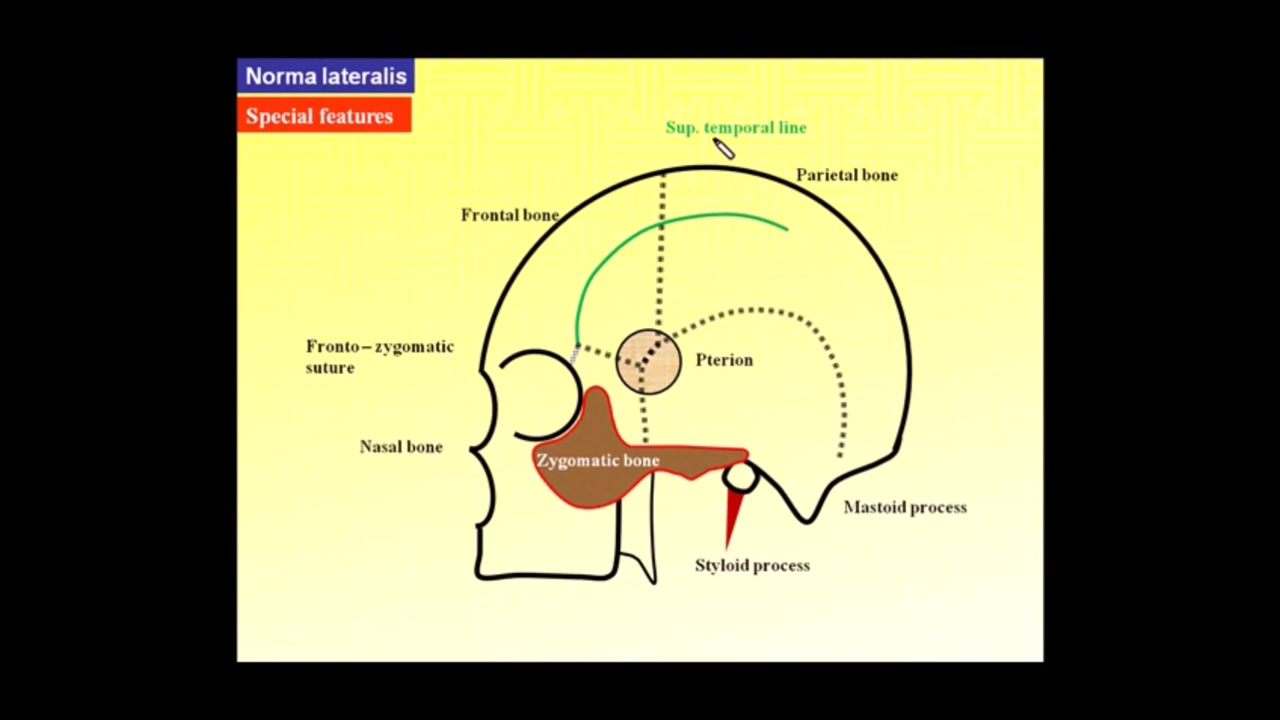 Norma lateralis
Special features
Sup. temporal line
Parietal bone
Frontal bone
Fronto – zygomatic
suture
Pterion
Nasal bone
Zygomatic bone
Mastoid process
Styloid process